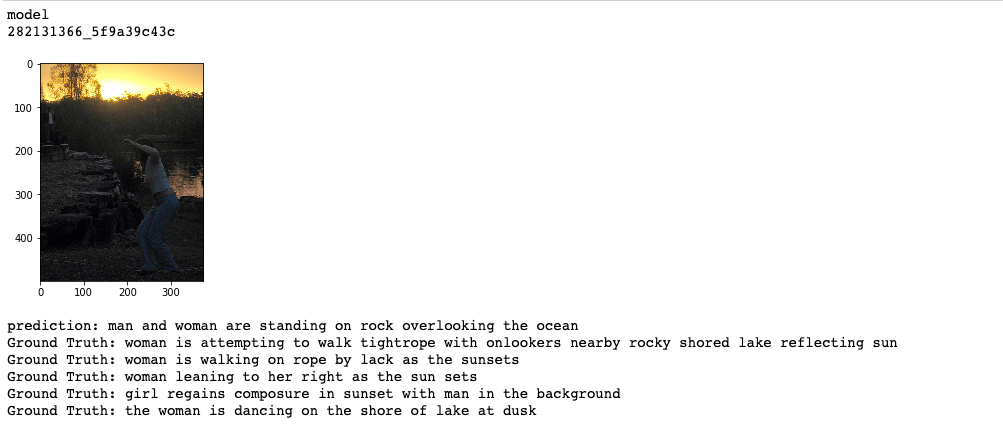 model
282131366_5f9a39c43c
0
100
200
300
400
0 100 200 300
prediction: man and woman are standing on rock overlooking the ocean
Ground Truth: woman is attempting to walk tightrope with onlookers nearby rocky shored lake reflecting sun
Ground Truth: woman is walking on rope by lack as the sunsets
Ground Truth: woman leaning to her right as the sun sets
Ground Truth: girl regains composure in sunset with man in the background
Ground Truth: the woman is dancing on the shore of lake at dusk